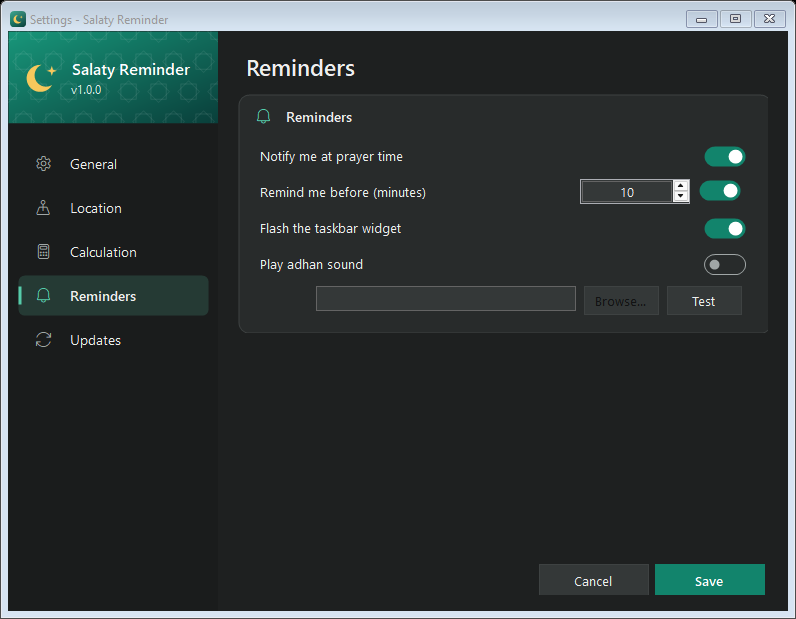 Settings - Salaty Reminder
Salaty Reminder
v1.0.0
General
Location
Calculation
Reminders
Updates
Reminders
Reminders
Notify me at prayer time
Remind me before (minutes)
10
Flash the taskbar widget
Play adhan sound
Browse...
Test
Cancel
Save